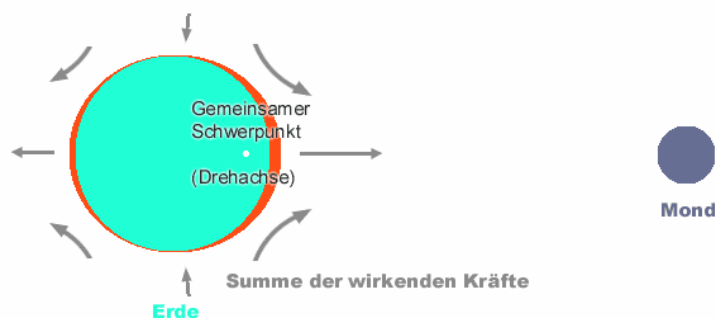 Gemeinsamer
Schwerpunkt
(Drehachse)
Mond
Summe der wirkenden Kräfte
Erde